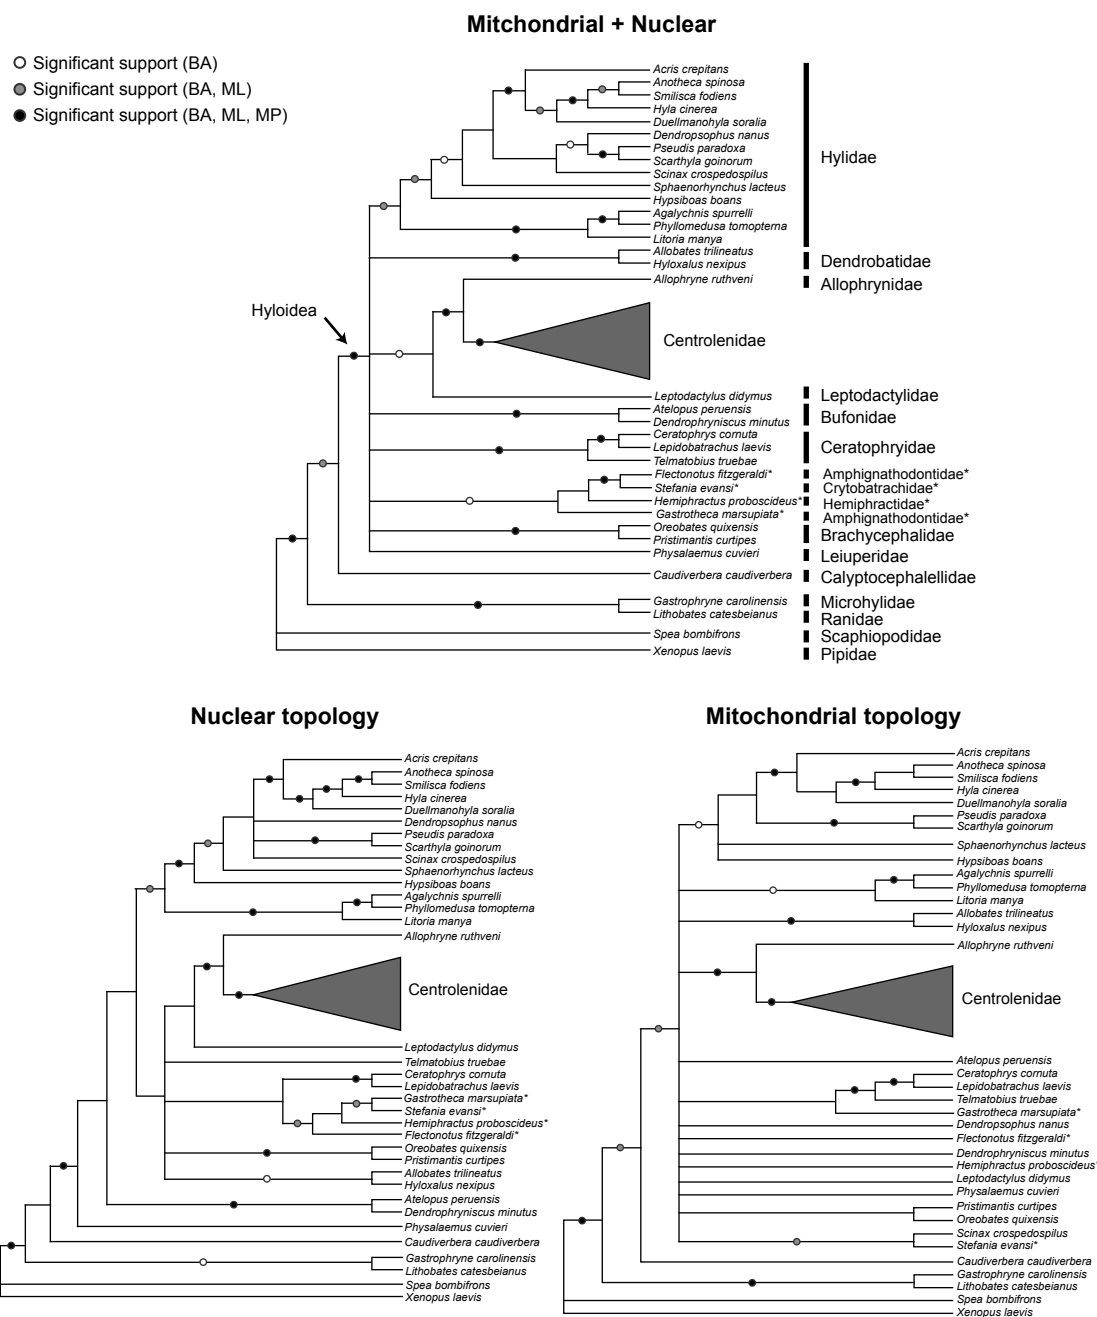 Mitchondrial + Nuclear
Significant support (BA)
Significant support (BA, ML)
Significant support (BA, ML, MP)
Hyloidea
Acris crepitans
Anotheca spinosa
Smilisca fodiens
Hyla cinerea
Duellmanohyla soralia
Dendropsophus nanus
Pseudis paradoxa
Scarthyla goinorum
Scinax crospedospilus
Sphaenorhynchus lacteus
Hypsiboas boans
Agalychnis spurrelli
Phyllomedusa tomopterna
Litoria manya
Allobates trilineatus
Hyloxalus nexipus
Allophryne ruthveni
Centrolenidae
Leptodactylus didymus
Atelopus peruensis
Dendrophryniscus minutus
Ceratophrys cornuta
Lepidobatrachus laevis
Telmatobius truebae
Flectonotus fitzgeraldi*
Stefania evansi*
Hemiphractus proboscideus*
Gastrotheca marsupiata*
Oreobates quixensis
Pristimantis curtipes
Physalaemus cuvieri
Caudiverbera caudiverbera
Gastrophryne carolinensis
Lithobates catesbeianus
Spea bombifrons
Xenopus laevis
Hylidae
Dendrobatidae
Allophrynidae
Leptodactylidae
Bufonidae
Ceratophryidae
Amphignathodontidae*
Crytobatrachidae*
Hemiphractidae*
Amphignathodontidae*
Brachycephalidae
Leiuperidae
Calyptocephalellidae
Microhylidae
Ranidae
Scaphiopodidae
Pipidae
Nuclear topology
Acris crepitans
Anotheca spinosa
Smilisca fodiens
Hyla cinerea
Duellmanohyla soralia
Dendropsophus nanus
Pseudis paradoxa
Scarthyla goinorum
Scinax crospedospilus
Sphaenorhynchus lacteus
Hypsiboas boans
Agalychnis spurrelli
Phyllomedusa tomopterna
Litoria manya
Allophryne ruthveni
Centrolenidae
Leptodactylus didymus
Telmatobius truebae
Ceratophrys cornuta
Lepidobatrachus laevis
Gastrotheca marsupiata*
Stefania evansi*
Hemiphractus proboscideus*
Flectonotus fitzgeraldi*
Oreobates quixensis
Pristimantis curtipes
Allobates trilineatus
Hyloxalus nexipus
Atelopus peruensis
Dendrophryniscus minutus
Physalaemus cuvieri
Caudiverbera caudiverbera
Gastrophryne carolinensis
Lithobates catesbeianus
Spea bombifrons
Xenopus laevis
Mitochondrial topology
Acris crepitans
Anotheca spinosa
Smilisca fodiens
Hyla cinerea
Duellmanohyla soralia
Pseudis paradoxa
Scarthyla goinorum
Sphaenorhynchus lacteus
Hypsiboas boans
Agalychnis spurrelli
Phyllomedusa tomopterna
Litoria manya
Allobates trilineatus
Hyloxalus nexipus
Allophryne ruthveni
Centrolenidae
Atelopus peruensis
Ceratophrys cornuta
Lepidobatrachus laevis
Telmatobius truebae
Gastrotheca marsupiata*
Dendropsophus nanus
Flectonotus fitzgeraldi*
Dendrophryniscus minutus
Hemiphractus proboscideus*
Leptodactylus didymus
Physalaemus cuvieri
Pristimantis curtipes
Oreobates quixensis
Scinax crospedospilus
Stefania evansi*
Caudiverbera caudiverbera
Gastrophryne carolinensis
Lithobates catesbeianus
Spea bombifrons
Xenopus laevis